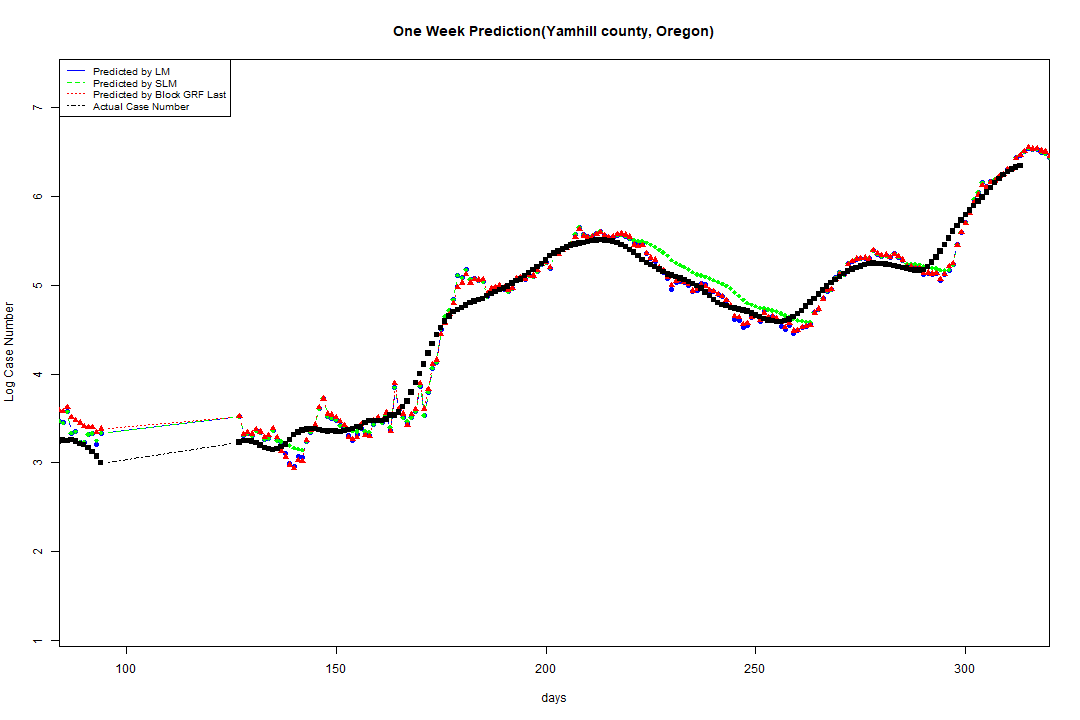 One Week Prediction(Yamhill county, Oregon)
Predicted by LM
Predicted by SLM
Predicted by Block GRF Last
Actual Case Number
7
6
5
4
3
2
1
Log Case Number
100 150 200 250 300
days